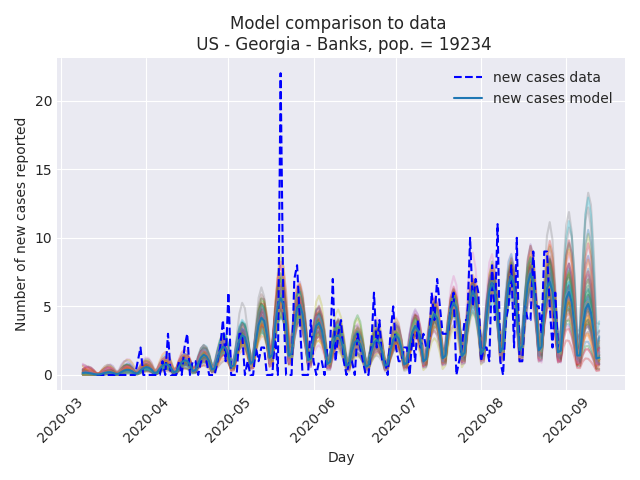 Model comparison to data
US - Georgia - Banks, pop. = 19234
new cases data
new cases model
Number of new cases reported
20
15
10
5
0
2020-03
2020-04
2020-05
2020-06
2020-07
2020-08
2020-09
Day